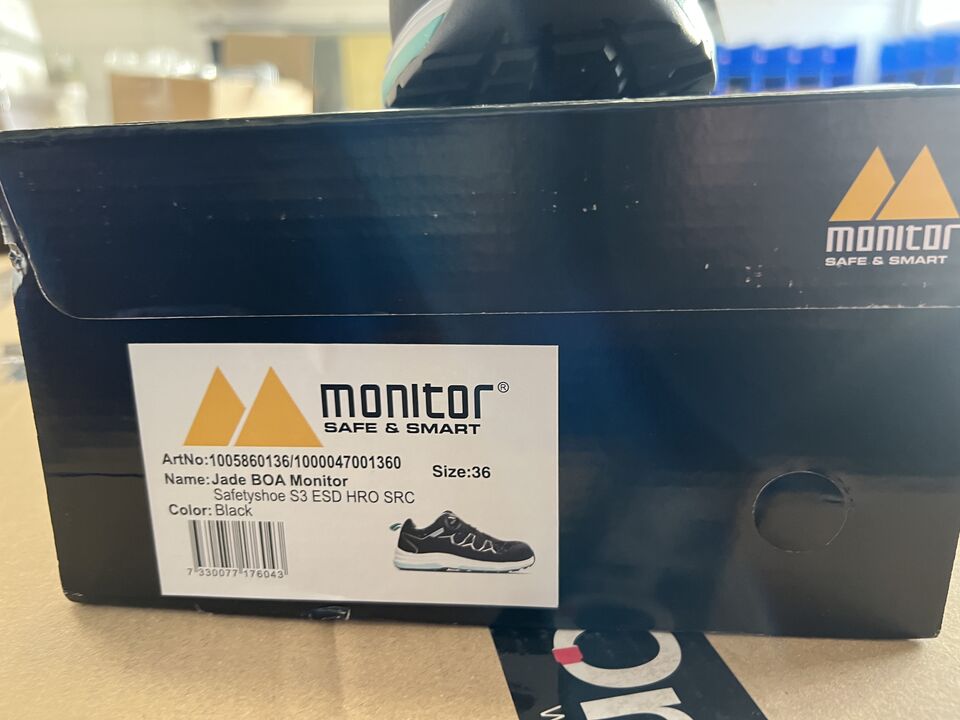 monitor
SAFE & SMART
monitor®
SAFE & SMART
ArtNo:1005860136/1000047001360
Size:36
Name:Jade BOA Monitor
Safetyshoe S3 ESD HRO SRC
Color:Black
7 330077 176043